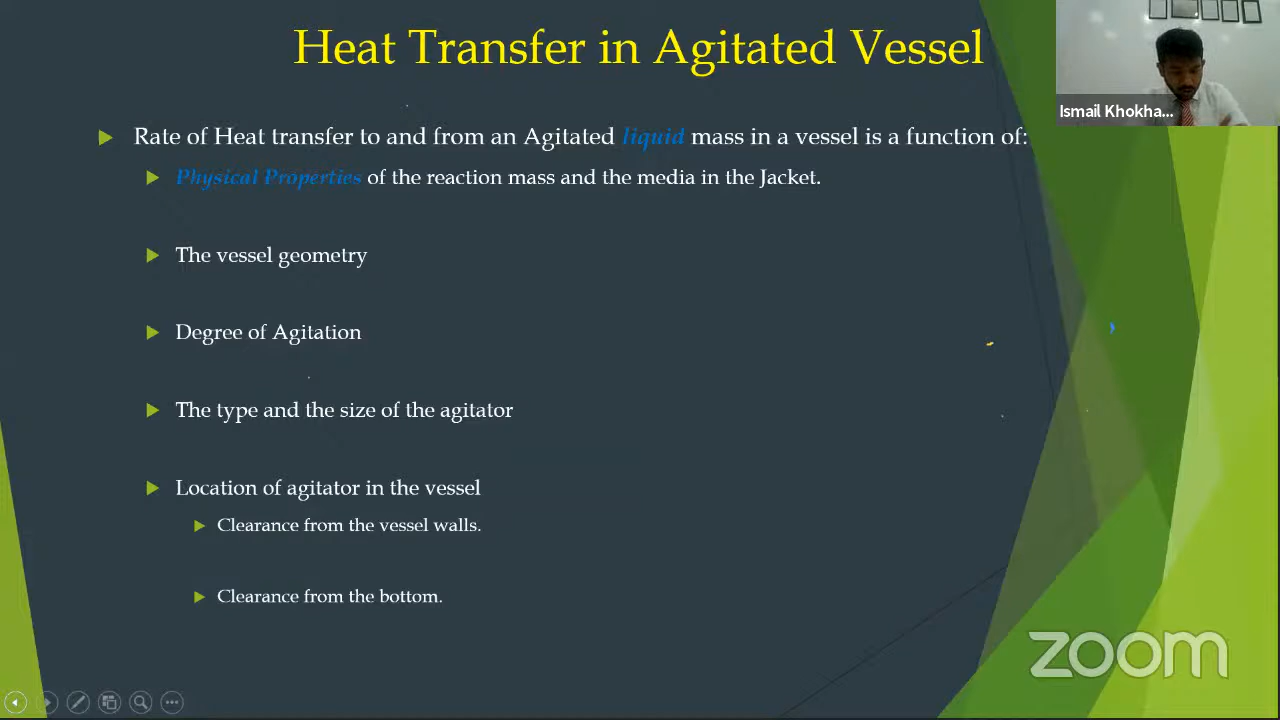 Heat Transfer in Agitated Vessel
Ismail Khokha...
Rate of Heat transfer to and from an Agitated liquid mass in a vessel is a function of:
Physical Properties of the reaction mass and the media in the Jacket.
The vessel geometry
Degree of Agitation
The type and the size of the agitator
Location of agitator in the vessel
Clearance from the vessel walls.
Clearance from the bottom.
zoom